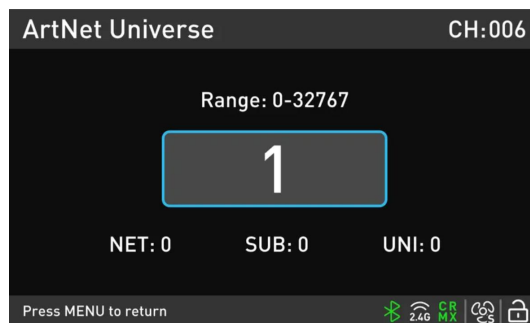 ArtNet Universe CH:006
Range: 0-32767
1
NET: 0 SUB: 0 UNI: 0
Press MENU to return 2.4G CR MX S